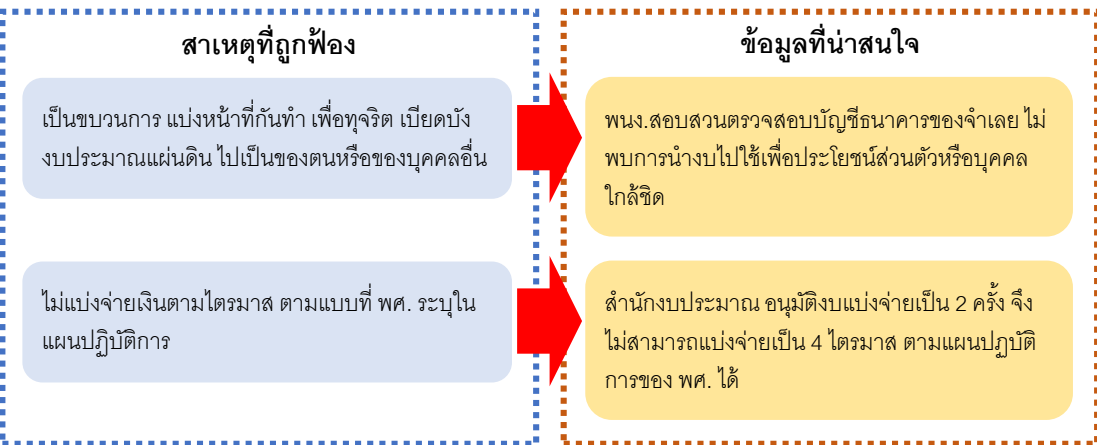 สาเหตุที่ถูกฟ้อง
เป็นขบวนการ แบ่งหน้าที่กันทำ เพื่อทุจริต เบียดบัง
งบประมาณแผ่นดิน ไปเป็นของตนหรือของบุคคลอื่น
ไม่แบ่งจ่ายเงินตามไตรมาส ตามแบบที่ พศ. ระบุใน
แผนปฏิบัติการ
ข้อมูลที่น่าสนใจ
พนง.สอบสวนตรวจสอบบัญชีธนาคารของจำเลย ไม่
พบการนำงบไปใช้เพื่อประโยชน์ส่วนตัวหรือบุคคล
ใกล้ชิด
สำนักงบประมาณ อนุมัติงบแบ่งจ่ายเป็น 2 ครั้ง จึง
ไม่สามารถแบ่งจ่ายเป็น 4 ไตรมาส ตามแผนปฏบัติ
การของ พศ. ได้